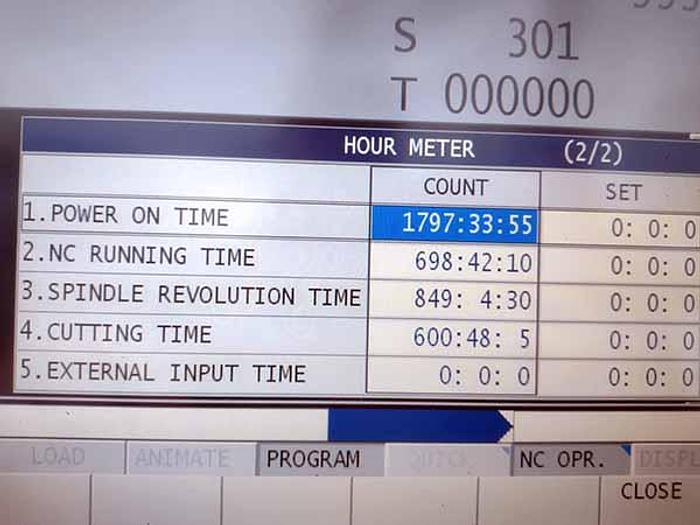 S 301
T 000000
HOUR METER (2/2)
COUNT SET
1.POWER ON TIME 1797:33:55 0: 0: 0
2.NC RUNNING TIME 698:42:10 0: 0: 0
3.SPINDLE REVOLUTION TIME 849: 4:30 0: 0: 0
4.CUTTING TIME 600:48: 5 0: 0: 0
5.EXTERNAL INPUT TIME 0: 0: 0 0: 0: 0
LOAD ANIMATE PROGRAM QUICK NC OPR. DISPL
CLOSE